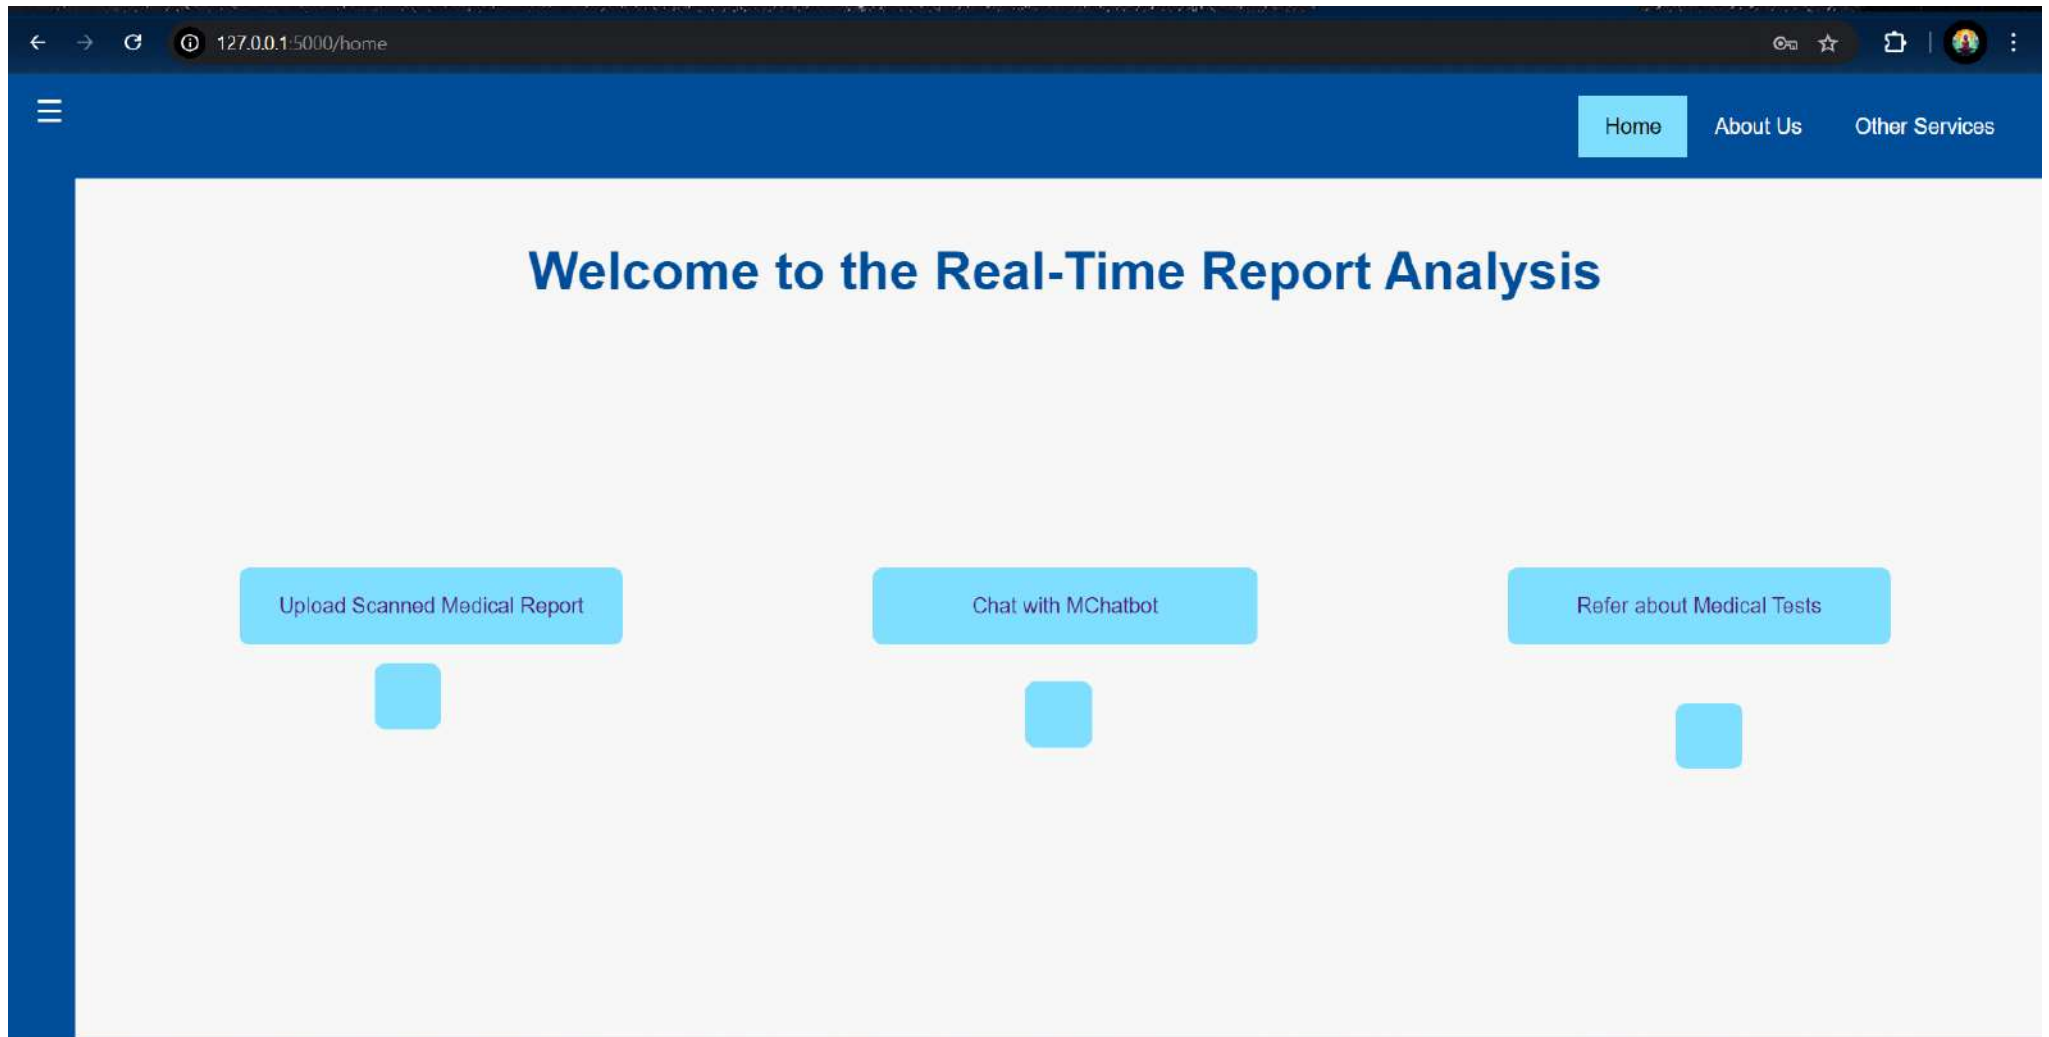 127.0.0.1:5000/home
Home About Us Other Services
Welcome to the Real-Time Report Analysis
Upload Scanned Medical Report Chat with MChatbot Refer about Medical Tests